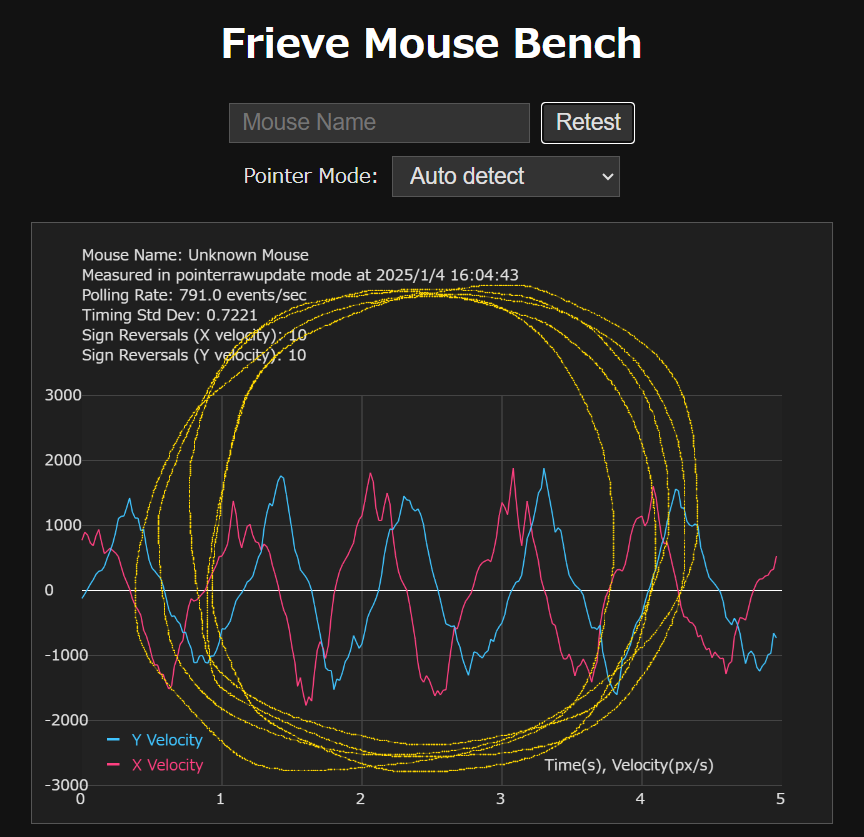 Frieve Mouse Bench
Mouse Name Retest
Pointer Mode: Auto detect
Mouse Name: Unknown Mouse
Measured in pointerrawupdate mode at 2025/1/4 16:04:43
Polling Rate: 791.0 events/sec
Timing Std Dev: 0.7221
Sign Reversals (X velocity): 10
Sign Reversals (Y velocity): 10
3000
2000
1000
0
-1000
-2000
Y Velocity
X Velocity Time(s), Velocity(px/s)
-3000
0 1 2 3 4 5